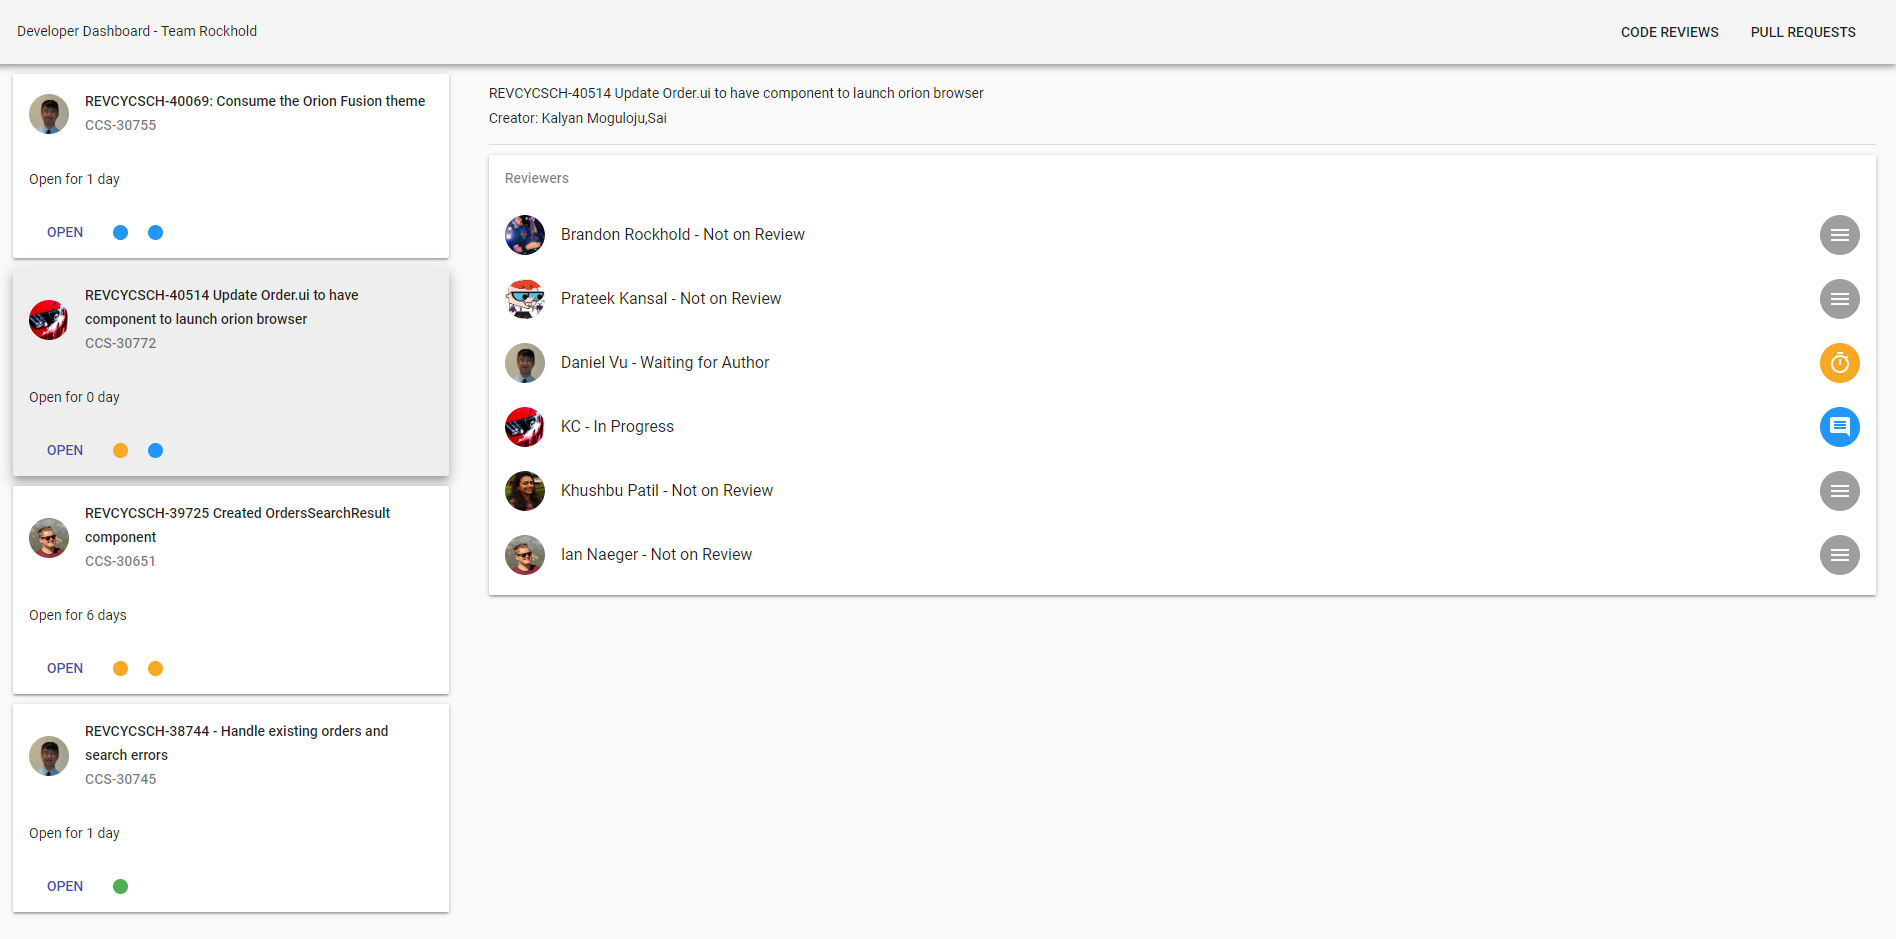 Developer Dashboard - Team Rockhold
CODE REVIEWS
PULL REQUESTS
REVCYCSCH-40069: Consume the Orion Fusion theme
CCS-30755
Open for 1 day
OPEN
REVCYCSCH-40514 Update Order.ui to have
component to launch orion browser
CCS-30772
Open for 0 day
OPEN
REVCYCSCH-39725 Created OrdersSearchResult
component
CCS-30651
Open for 6 days
OPEN
REVCYCSCH-38744 - Handle existing orders and
search errors
CCS-30745
Open for 1 day
OPEN
REVCYCSCH-40514 Update Order.ui to have component to launch orion browser
Creator: Kalyan Moguloju,Sai
Reviewers
Brandon Rockhold - Not on Review
Prateek Kansal - Not on Review
Daniel Vu - Waiting for Author
KC - In Progress
Khushbu Patil - Not on Review
Ian Naeger - Not on Review